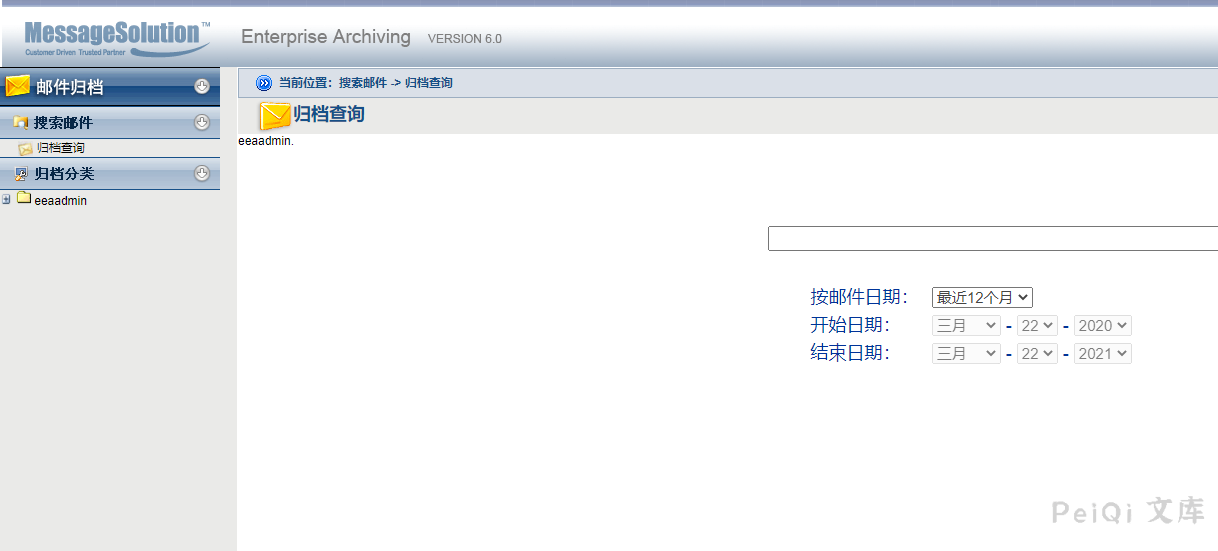 MessageSolution™
Customer Driven Trusted Partner
Enterprise Archiving VERSION 6.0
邮件归档
搜索邮件
归档查询
归档分类
eeaadmin
当前位置：搜索邮件 -> 归档查询
归档查询
eeaadmin.
按邮件日期： 最近12个月
开始日期： 三月 - 22 - 2020
结束日期： 三月 - 22 - 2021
PeiQi 文库